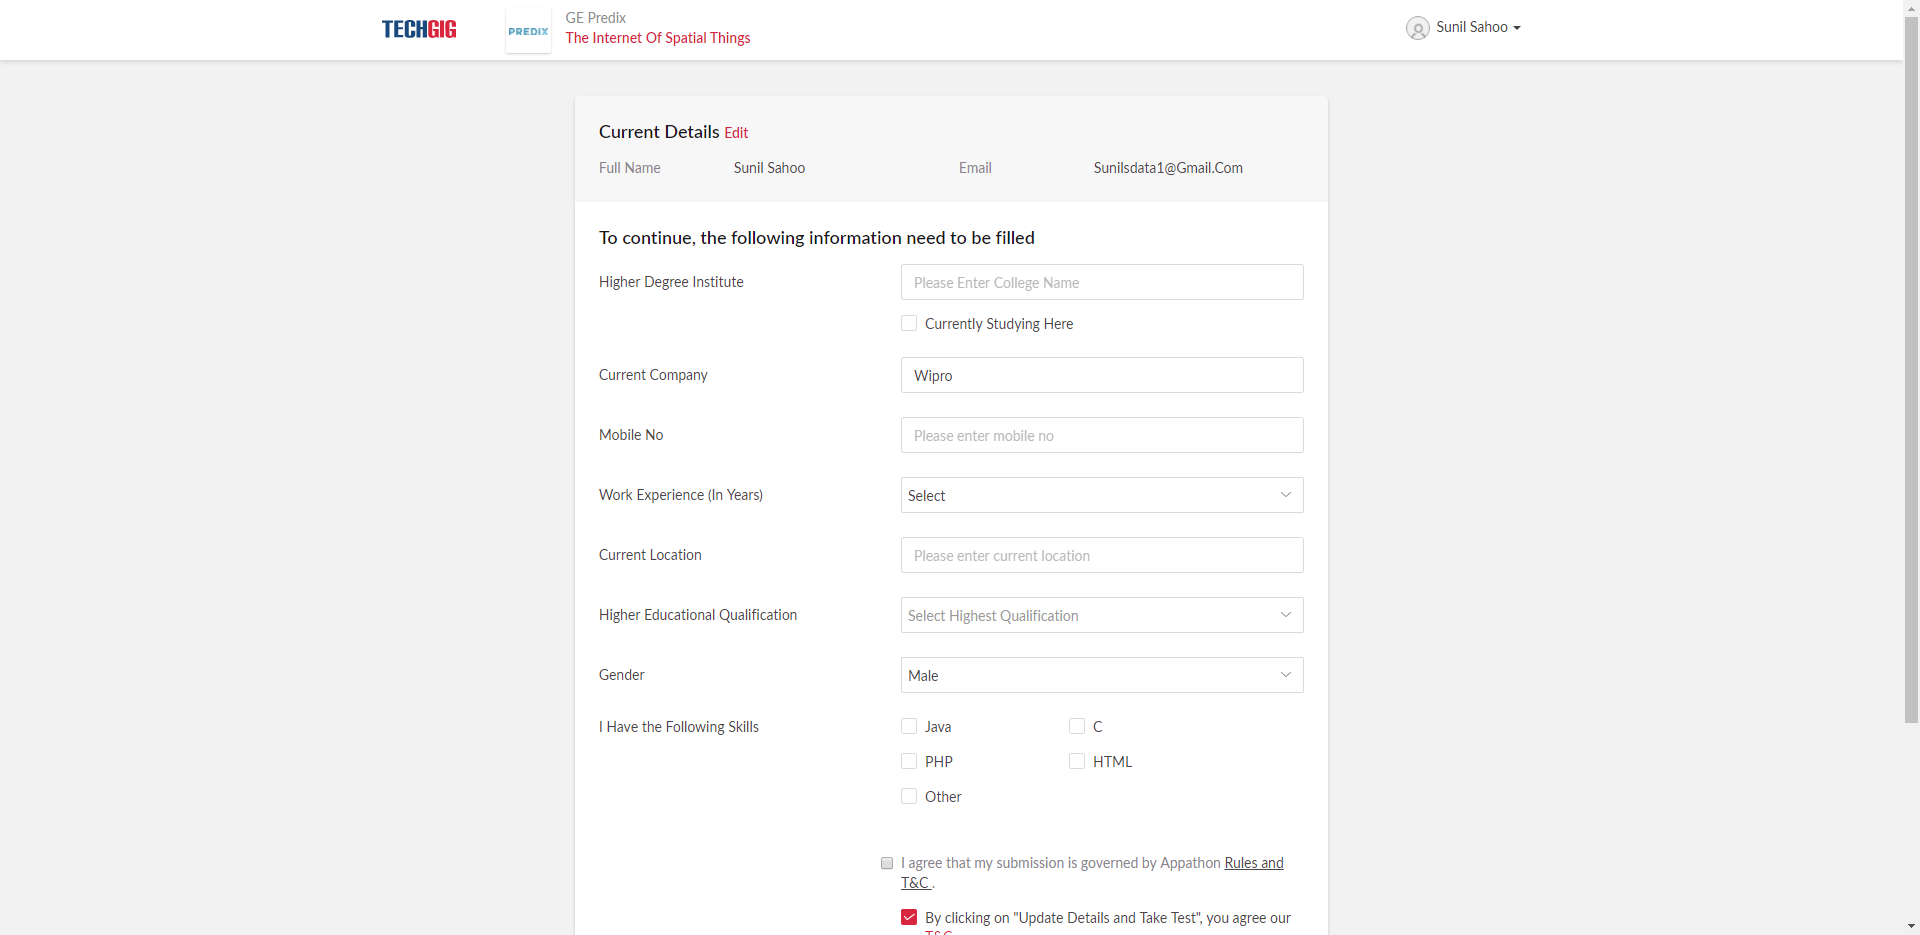 TECHGIG
PREDIX
GE Predix
The Internet Of Spatial Things
Sunil Sahoo
Current Details Edit
Full Name Sunil Sahoo Email Sunilsdata1@Gmail.Com
To continue, the following information need to be filled
Higher Degree Institute Please Enter College Name
Currently Studying Here
Current Company Wipro
Mobile No Please enter mobile no
Work Experience (In Years) Select
Current Location Please enter current location
Higher Educational Qualification Select Highest Qualification
Gender Male
I Have the Following Skills Java C
PHP HTML
Other
I agree that my submission is governed by Appathon Rules and
T&C .
By clicking on "Update Details and Take Test", you agree our
T&C